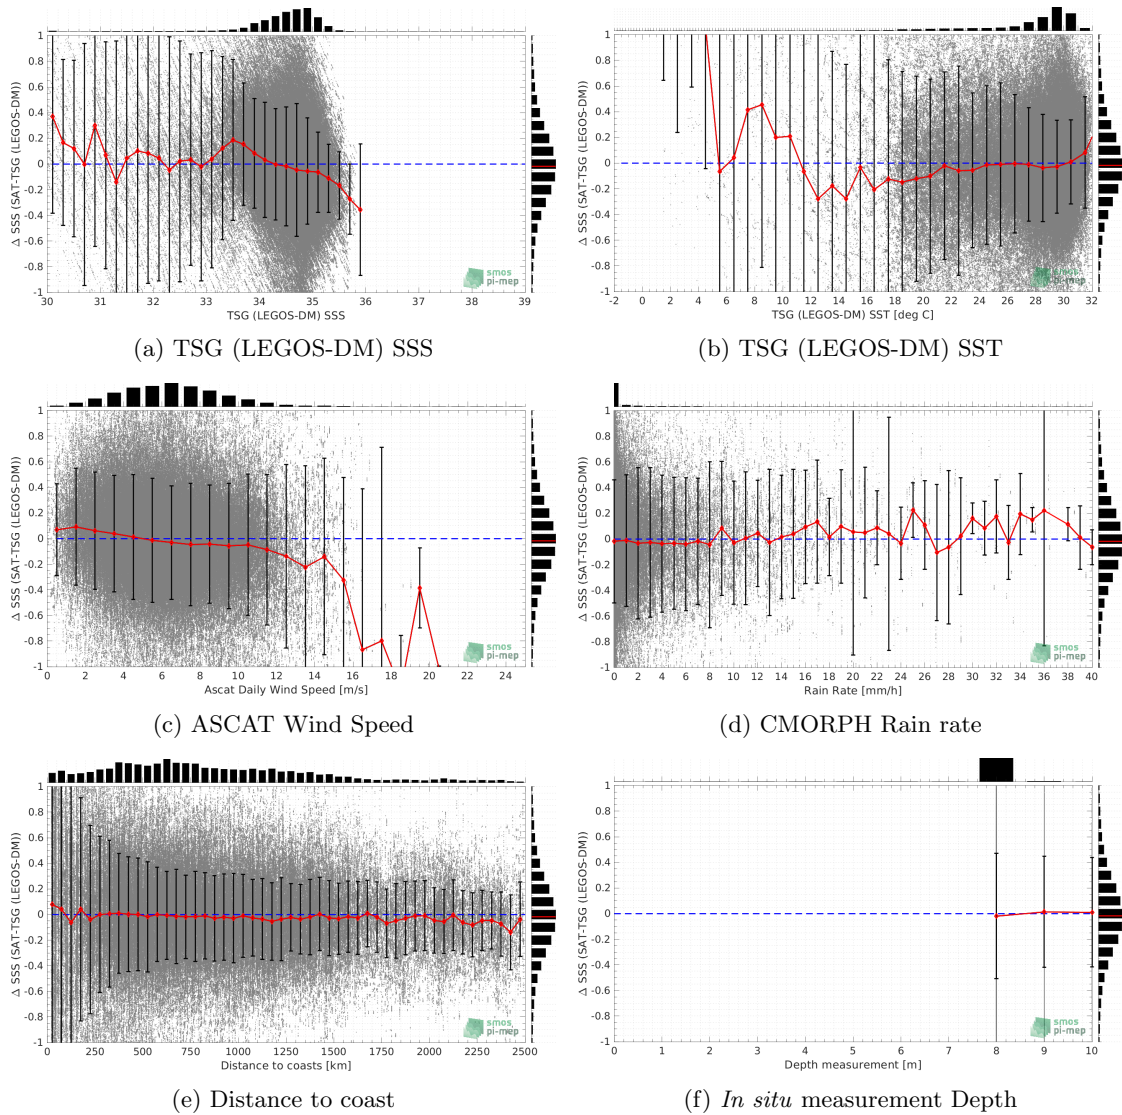 1
0.8
0.6
0.4
0.2
0
-0.2
-0.4
-0.6
-0.8
-1
Δ SSS (SAT-TSG (LEGOS-DM))
30 31 32 33 34 35 36 37 38 39
TSG (LEGOS-DM) SSS
smos
pi-mep
(a) TSG (LEGOS-DM) SSS
1
0.8
0.6
0.4
0.2
0
-0.2
-0.4
-0.6
-0.8
-1
Δ SSS (SAT-TSG (LEGOS-DM))
-2 0 2 4 6 8 10 12 14 16 18 20 22 24 26 28 30 32
TSG (LEGOS-DM) SST [deg C]
smos
pi-mep
(b) TSG (LEGOS-DM) SST
1
0.8
0.6
0.4
0.2
0
-0.2
-0.4
-0.6
-0.8
-1
Δ SSS (SAT-TSG (LEGOS-DM))
0 2 4 6 8 10 12 14 16 18 20 22 24
Ascat Daily Wind Speed [m/s]
smos
pi-mep
(c) ASCAT Wind Speed
1
0.8
0.6
0.4
0.2
0
-0.2
-0.4
-0.6
-0.8
-1
Δ SSS (SAT-TSG (LEGOS-DM))
0 2 4 6 8 10 12 14 16 18 20 22 24 26 28 30 32 34 36 38 40
Rain Rate [mm/h]
smos
pi-mep
(d) CMORPH Rain rate
1
0.8
0.6
0.4
0.2
0
-0.2
-0.4
-0.6
-0.8
-1
Δ SSS (SAT-TSG (LEGOS-DM))
0 250 500 750 1000 1250 1500 1750 2000 2250 2500
Distance to coasts [km]
smos
pi-mep
(e) Distance to coast
1
0.8
0.6
0.4
0.2
0
-0.2
-0.4
-0.6
-0.8
-1
Δ SSS (SAT-TSG (LEGOS-DM))
0 1 2 3 4 5 6 7 8 9 10
Depth measurement [m]
smos
pi-mep
(f) In situ measurement Depth